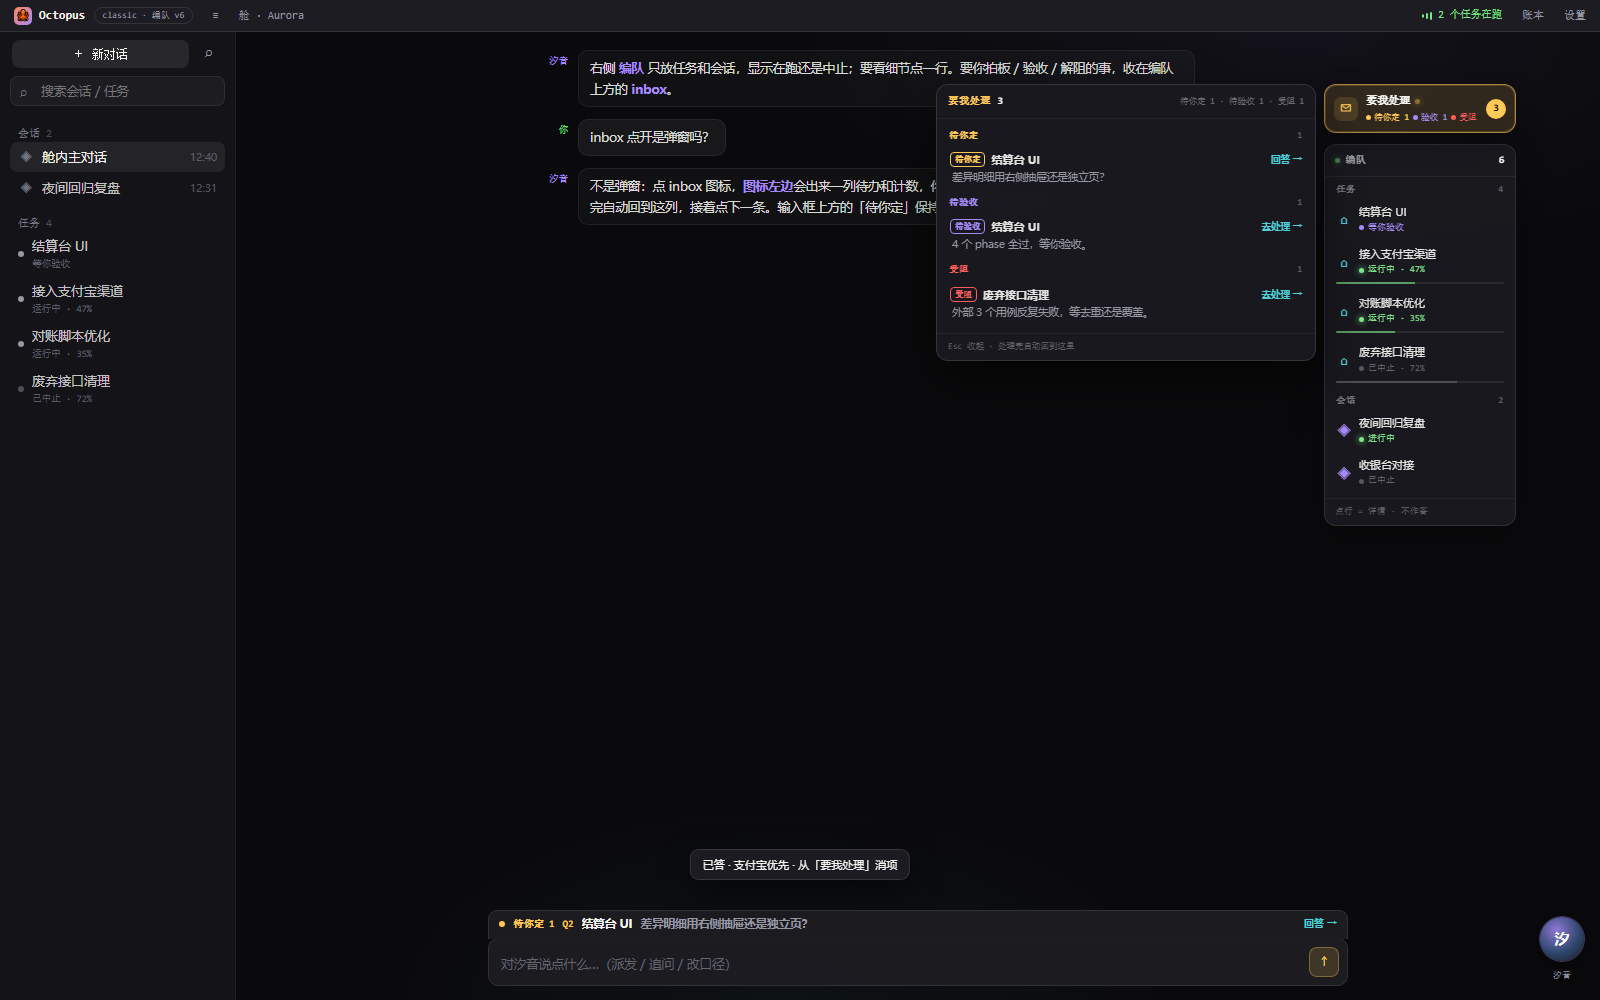 Octopus classic · 编队 v6 ≡ 舱 · Aurora
2 个任务在跑 账本 设置
+ 新对话
搜索会话 / 任务
会话 2
舱内主对话 12:40
夜间回归复盘 12:31
任务 4
结算台 UI
等你验收
接入支付宝渠道
运行中 · 47%
对账脚本优化
运行中 · 35%
废弃接口清理
已中止 · 72%
汐音
右侧 编队 只放任务和会话，显示在跑还是中止；要看细节点一行。要你拍板 / 验收 / 解阻的事，收在编队
上方的 inbox。
你
inbox 点开是弹窗吗？
汐音
不是弹窗：点 inbox 图标，图标左边会出来一列待办和计数，
完自动回到这列，接着点下一条。输入框上方的「待你定」保持
要我处理 3 待你定 1 · 待验收 1 · 受阻 1
待你定 1
待你定 结算台 UI 回答 →
差异明细用右侧抽屉还是独立页？
待验收 1
待验收 结算台 UI 去处理 →
4 个 phase 全过，等你验收。
受阻 1
受阻 废弃接口清理 去处理 →
外部 3 个用例反复失败，等去重还是覆盖。
Esc 收起 · 处理完自动回到这里
要我处理
待你定 1 验收 1 受阻
3
编队 6
任务 4
结算台 UI
等你验收
接入支付宝渠道
运行中 · 47%
对账脚本优化
运行中 · 35%
废弃接口清理
已中止 · 72%
会话 2
夜间回归复盘
进行中
收银台对接
已中止
点行 = 详情 · 不作答
已答 · 支付宝优先 · 从「要我处理」消项
待你定 1 Q2 结算台 UI 差异明细用右侧抽屉还是独立页？ 回答 →
对汐音说点什么…（派发 / 追问 / 改口径）
↑
汐
汐音